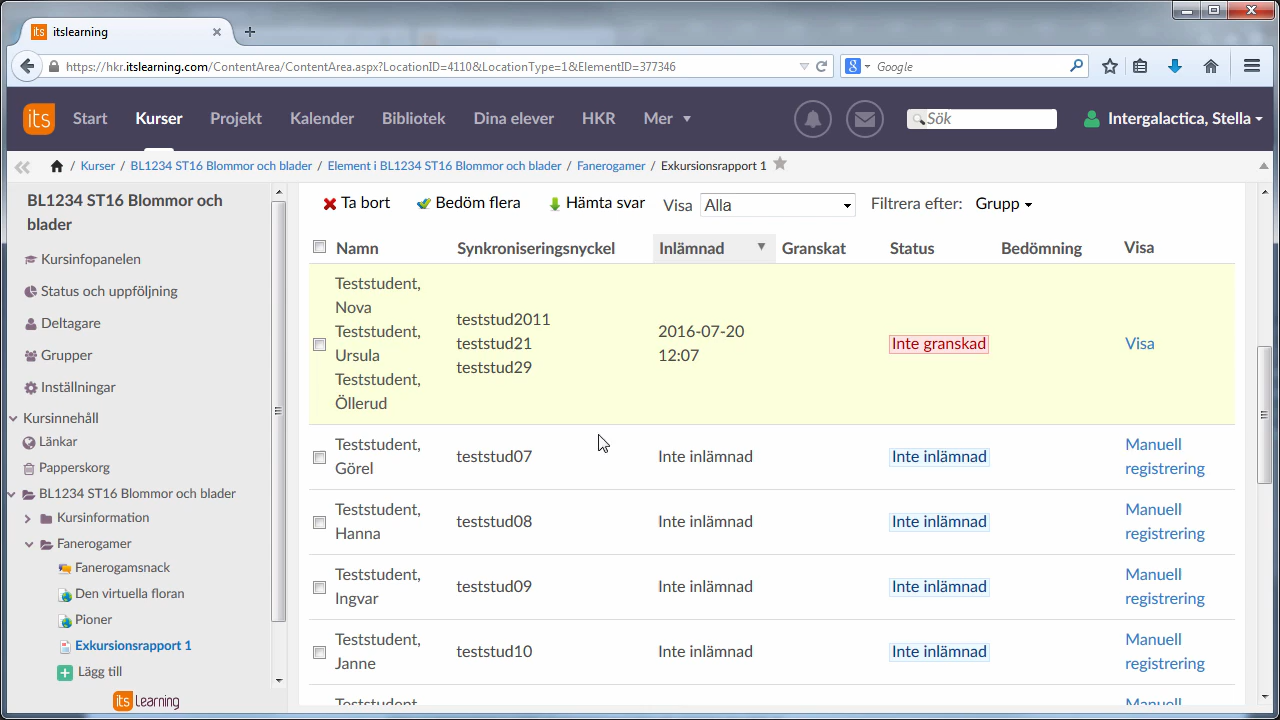 its itslearning
https://hkr.itslearning.com/ContentArea/ContentArea.aspx?LocationID=4110&LocationType=1&ElementID=377346
Google
its Start Kurser Projekt Kalender Bibliotek Dina elever HKR Mer Sök Intergalactica, Stella
/ Kurser / BL1234 ST16 Blommor och blader / Element i BL1234 ST16 Blommor och blader / Fanerogamer / Exkursionsrapport 1
BL1234 ST16 Blommor och
blader
Kursinfopanelen
Status och uppföljning
Deltagare
Grupper
Inställningar
Kursinnehåll
Länkar
Papperskorg
BL1234 ST16 Blommor och blader
Kursinformation
Fanerogamer
Fanerogamsnack
Den virtuella floran
Pioner
Exkursionsrapport 1
Lägg till
its learning
Ta bort Bedöm flera Hämta svar Visa Alla Filtrera efter: Grupp
Namn Synkroniseringsnyckel Inlämnad Granskat Status Bedömning Visa
Teststudent,
Nova
Teststudent,
Ursula
Teststudent,
Öllerud
teststud2011
teststud21
teststud29
2016-07-20
12:07
Inte granskad
Visa
Teststudent,
Görel
teststud07
Inte inlämnad
Inte inlämnad
Manuell
registrering
Teststudent,
Hanna
teststud08
Inte inlämnad
Inte inlämnad
Manuell
registrering
Teststudent,
Ingvar
teststud09
Inte inlämnad
Inte inlämnad
Manuell
registrering
Teststudent,
Janne
teststud10
Inte inlämnad
Inte inlämnad
Manuell
registrering
Teststudent,
Manuell